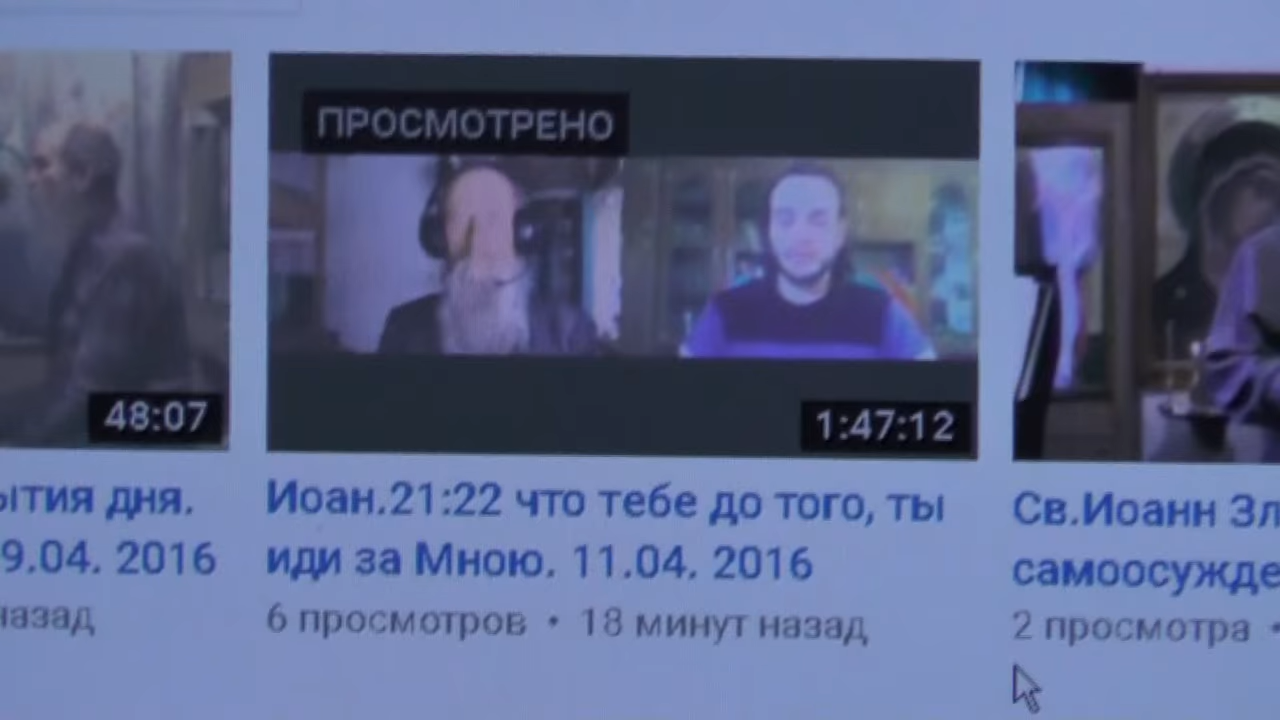 ПРОСМОТРЕНО
48:07
1:47:12
ытия дня.
9.04. 2016
назад
Иоан.21:22 что тебе до того, ты
иди за Мною. 11.04. 2016
6 просмотров • 18 минут назад
Св.Иоанн Зл
самоосужде
2 просмотра •